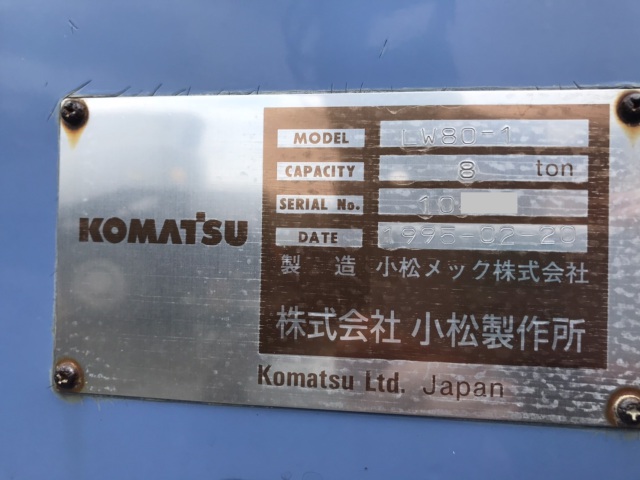 MODEL LW80-1
CAPACITY 8 ton
SERIAL No. 10
DATE 1995-02-20
KOMATSU
製造 小松メック株式会社
株式会社 小松製作所
Komatsu Ltd. Japan